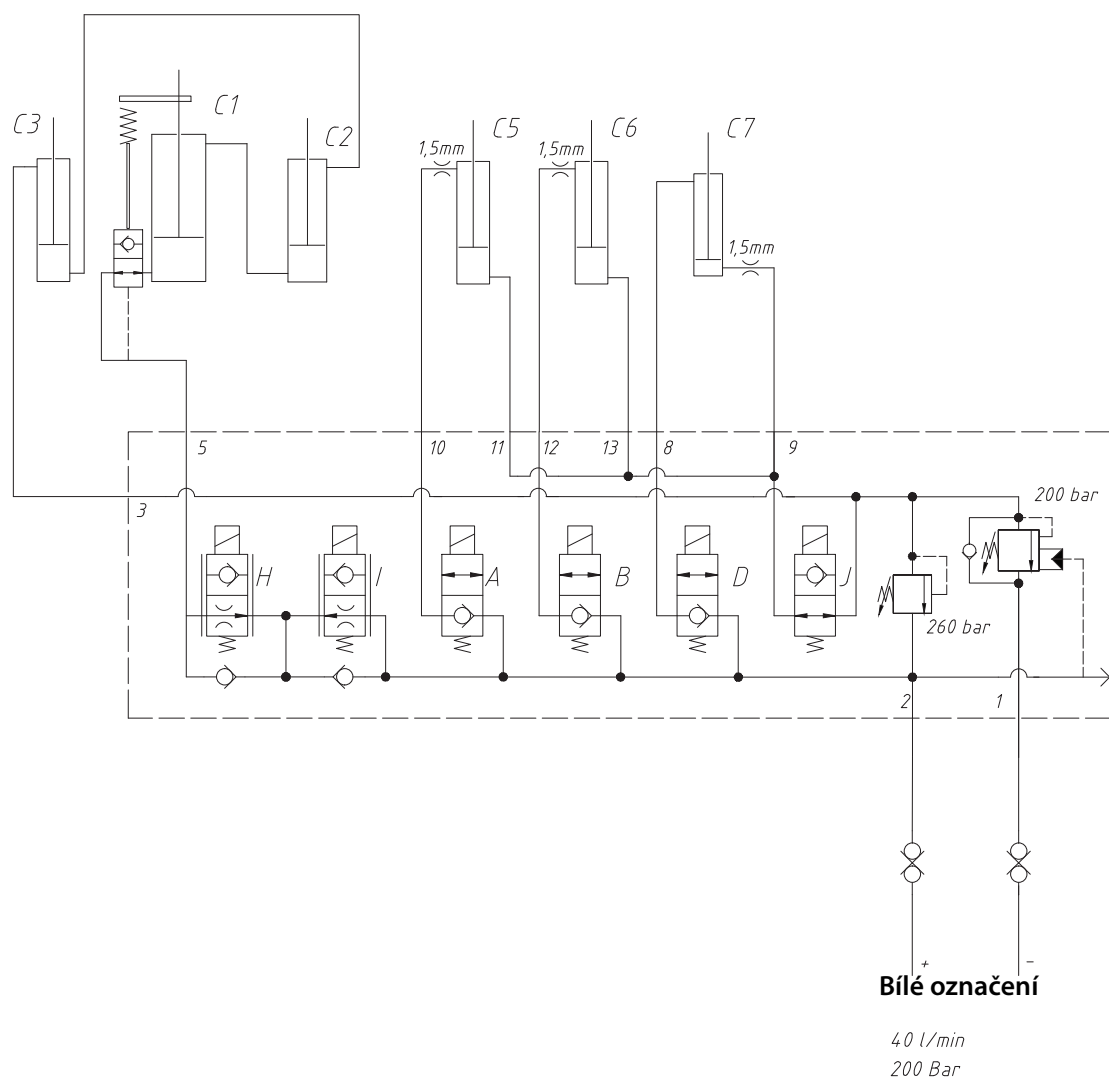 C3
C1
C2
C5
C6
C7
1,5mm
1,5mm
1,5mm
5
10
11
12
13
8
9
3
200 bar
H
I
A
B
D
J
260 bar
2
1
+
-
Bílé označení
40 l/min
200 Bar